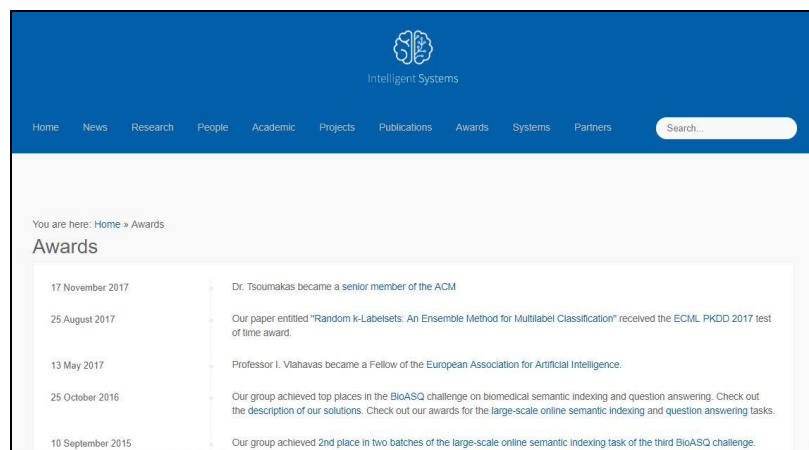 Intelligent Systems
Home News Research People Academic Projects Publications Awards Systems Partners Search...
You are here: Home » Awards
Awards
17 November 2017 Dr. Tsoumakas became a senior member of the ACM
25 August 2017 Our paper entitled "Random k-Labelsets: An Ensemble Method for Multilabel Classification" received the ECML PKDD 2017 test
of time award.
13 May 2017 Professor I. Vlahavas became a Fellow of the European Association for Artificial Intelligence.
25 October 2016 Our group achieved top places in the BioASQ challenge on biomedical semantic indexing and question answering. Check out
the description of our solutions. Check out our awards for the large-scale online semantic indexing and question answering tasks.
10 September 2015 Our group achieved 2nd place in two batches of the large-scale online semantic indexing task of the third BioASQ challenge.